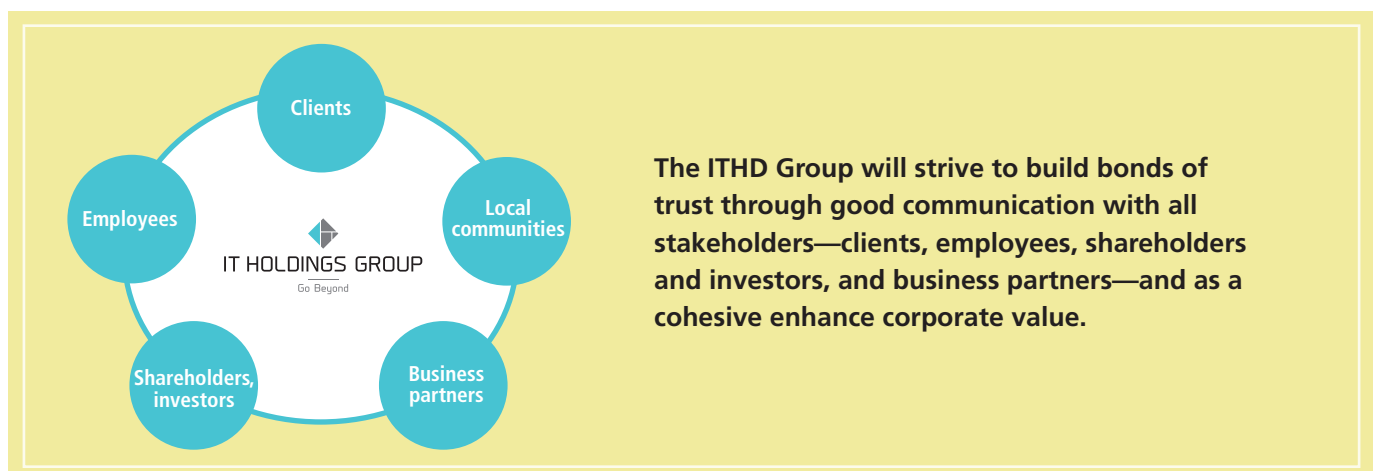 Clients
Employees
Local
communities
IT HOLDINGS GROUP
Go Beyond
Shareholders,
investors
Business
partners
The ITHD Group will strive to build bonds of
trust through good communication with all
stakeholders—clients, employees, shareholders
and investors, and business partners—and as a
cohesive enhance corporate value.